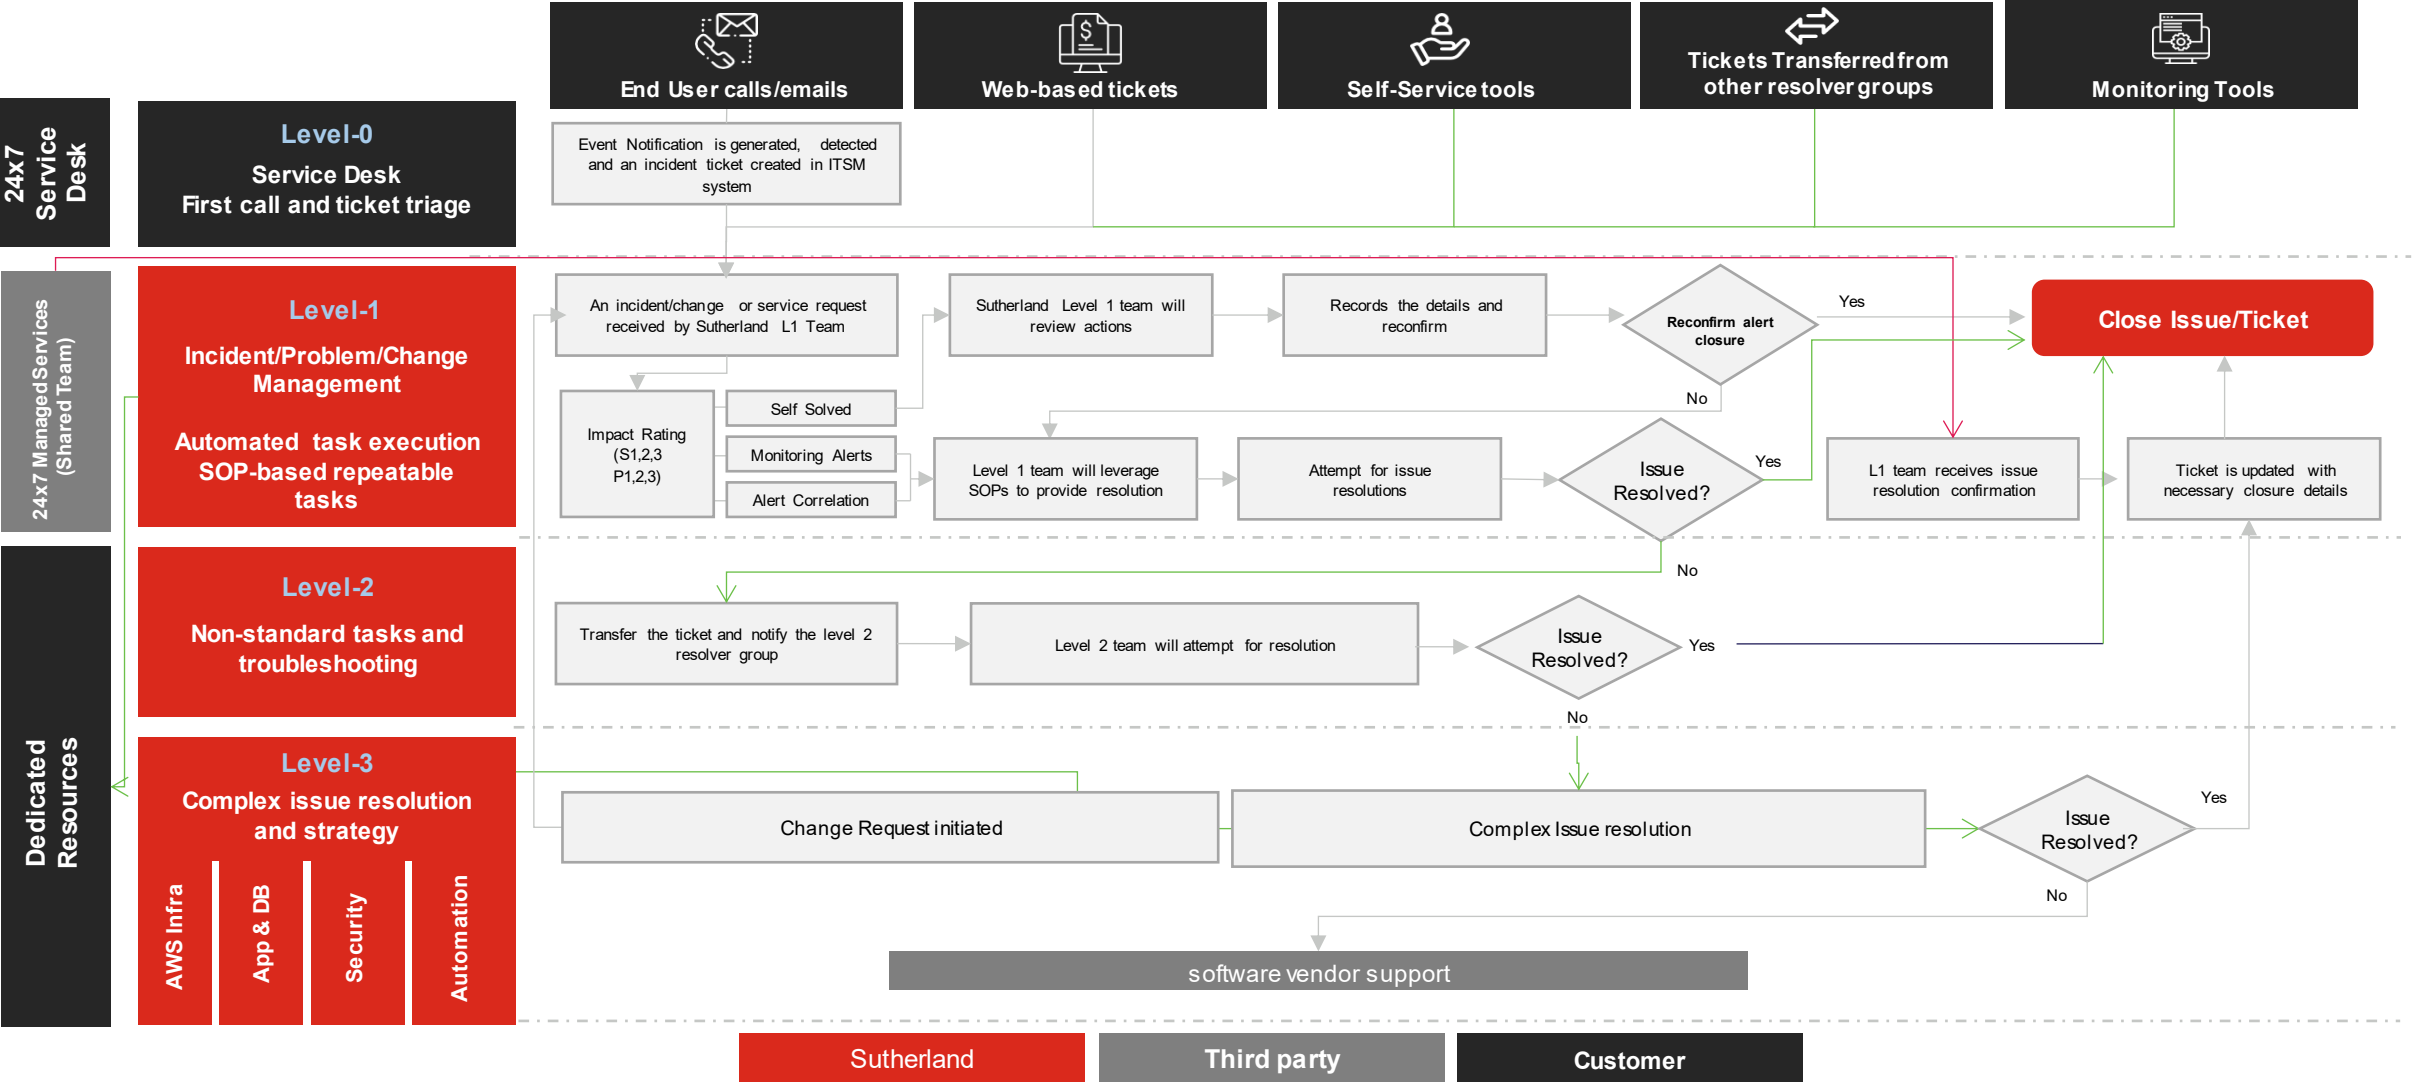 End User calls/emails
Web-based tickets
Self-Service tools
Tickets Transferred from
other resolver groups
Monitoring Tools
24x7
Service
Desk
Level-0
Service Desk
First call and ticket triage
Event Notification is generated, detected
and an incident ticket created in ITSM
system
24x7 Managed Services
(Shared Team)
Level-1
Incident/Problem/Change
Management
Automated task execution
SOP-based repeatable
tasks
An incident/change or service request
received by Sutherland L1 Team
Sutherland Level 1 team will
review actions
Records the details and
reconfirm
Reconfirm alert
closure
Yes
No
Close Issue/Ticket
Impact Rating
(S1,2,3
P1,2,3)
Self Solved
Monitoring Alerts
Alert Correlation
Level 1 team will leverage
SOPs to provide resolution
Attempt for issue
resolutions
Issue
Resolved?
Yes
No
L1 team receives issue
resolution confirmation
Ticket is updated with
necessary closure details
Dedicated
Resources
Level-2
Non-standard tasks and
troubleshooting
Transfer the ticket and notify the level 2
resolver group
Level 2 team will attempt for resolution
Issue
Resolved?
Yes
No
Level-3
Complex issue resolution
and strategy
AWS Infra
App & DB
Security
Automation
Change Request initiated
Complex Issue resolution
Issue
Resolved?
Yes
No
software vendor support
Sutherland
Third party
Customer